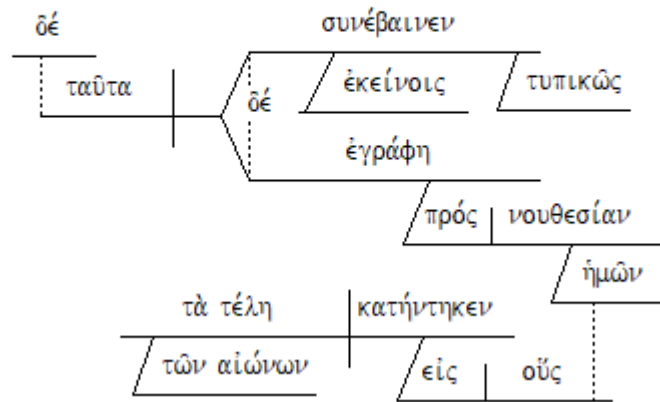 δέ συνέβαινεν
ταῦτα δέ ἐκείνοις τυπικῶς
ἐγράφη
πρός νουθεσίαν
ἡμῶν
τὰ τέλη κατήντηκεν
τῶν αἰώνων εἰς οὕς